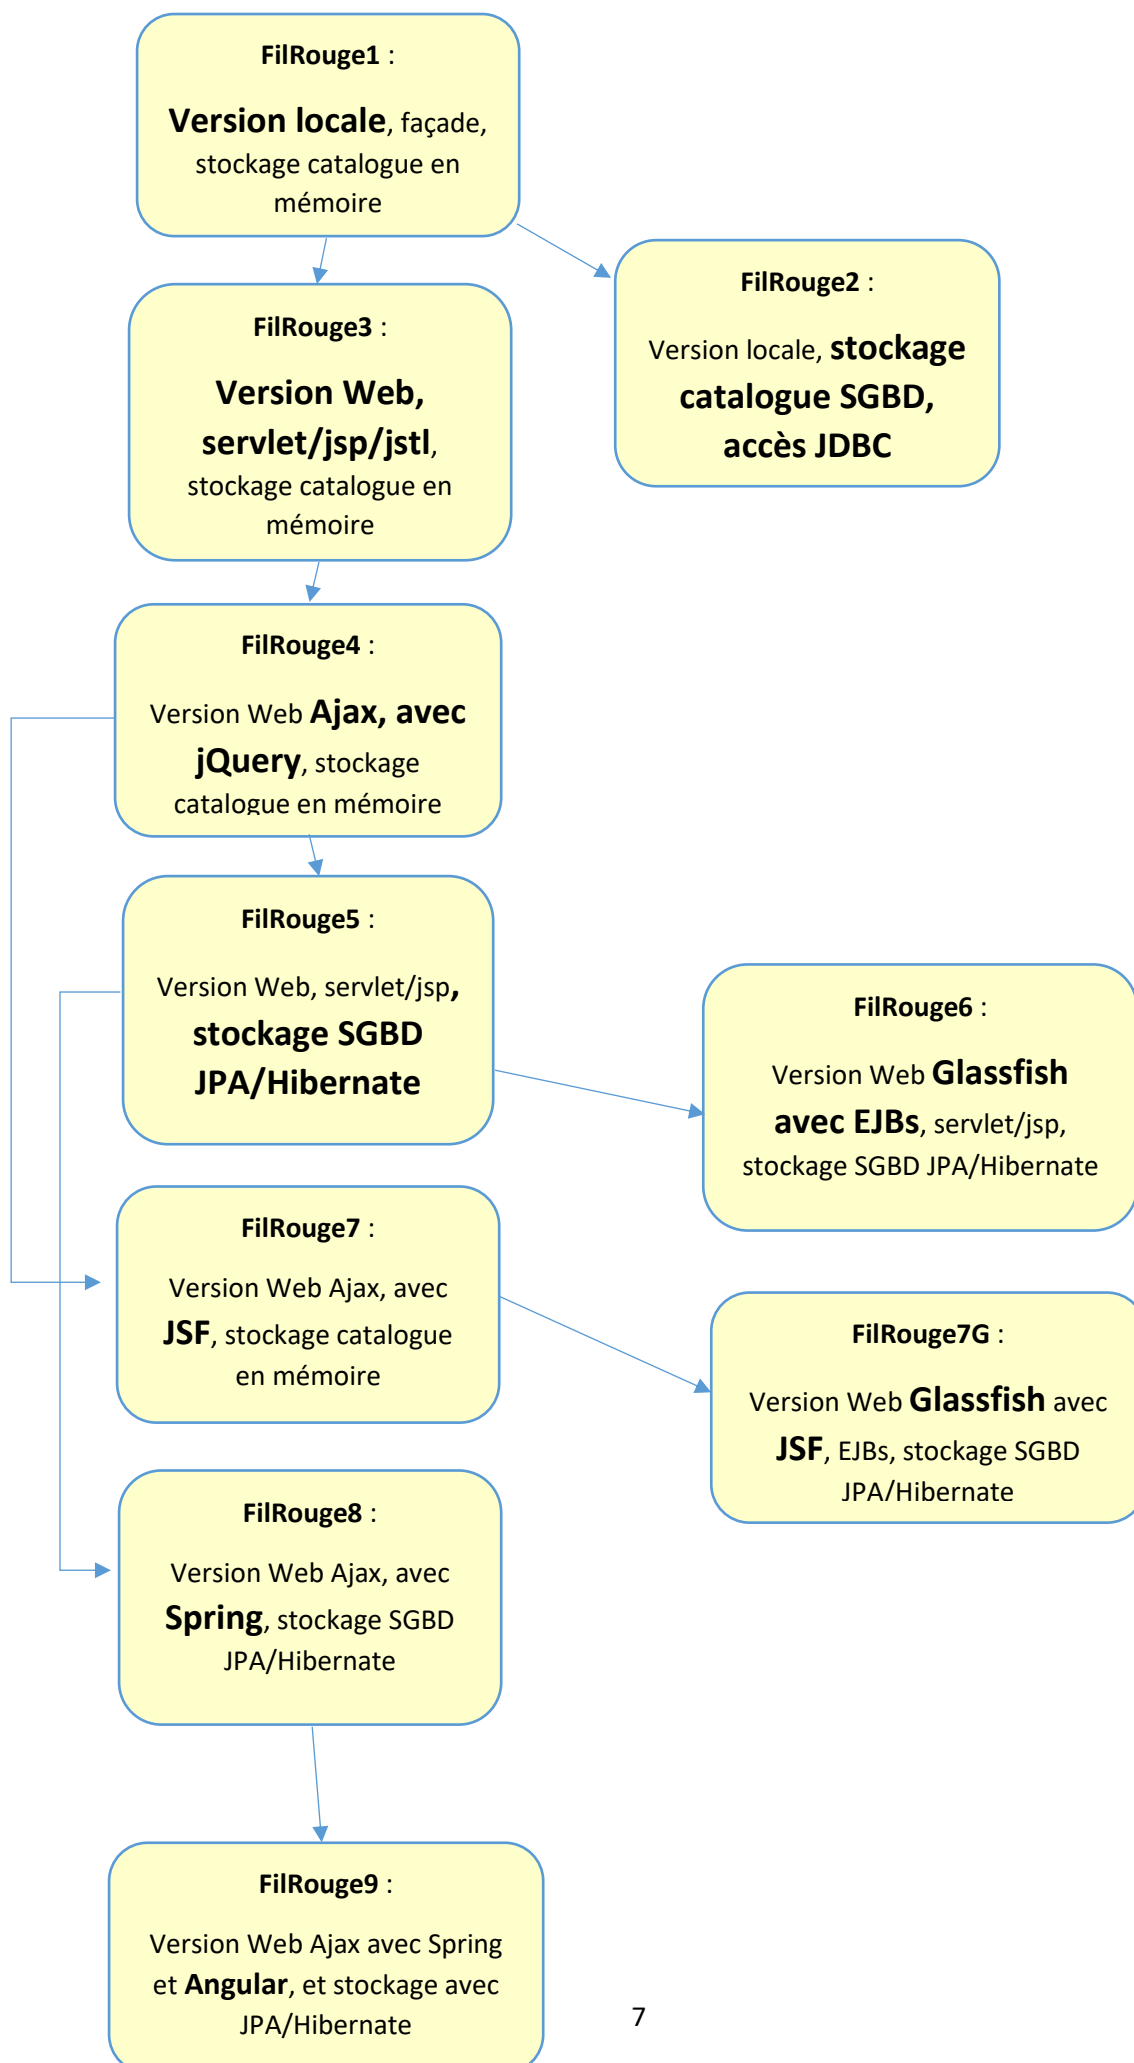 FilRouge1 :
Version locale, façade,
stockage catalogue en
mémoire
FilRouge2 :
Version locale, stockage
catalogue SGBD,
accès JDBC
FilRouge3 :
Version Web,
servlet/jsp/jstl,
stockage catalogue en
mémoire
FilRouge4 :
Version Web Ajax, avec
jQuery, stockage
catalogue en mémoire
FilRouge5 :
Version Web, servlet/jsp,
stockage SGBD
JPA/Hibernate
FilRouge6 :
Version Web Glassfish
avec EJBs, servlet/jsp,
stockage SGBD JPA/Hibernate
FilRouge7 :
Version Web Ajax, avec
JSF, stockage catalogue
en mémoire
FilRouge7G :
Version Web Glassfish avec
JSF, EJBs, stockage SGBD
JPA/Hibernate
FilRouge8 :
Version Web Ajax, avec
Spring, stockage SGBD
JPA/Hibernate
FilRouge9 :
Version Web Ajax avec Spring
et Angular, et stockage avec
JPA/Hibernate
7